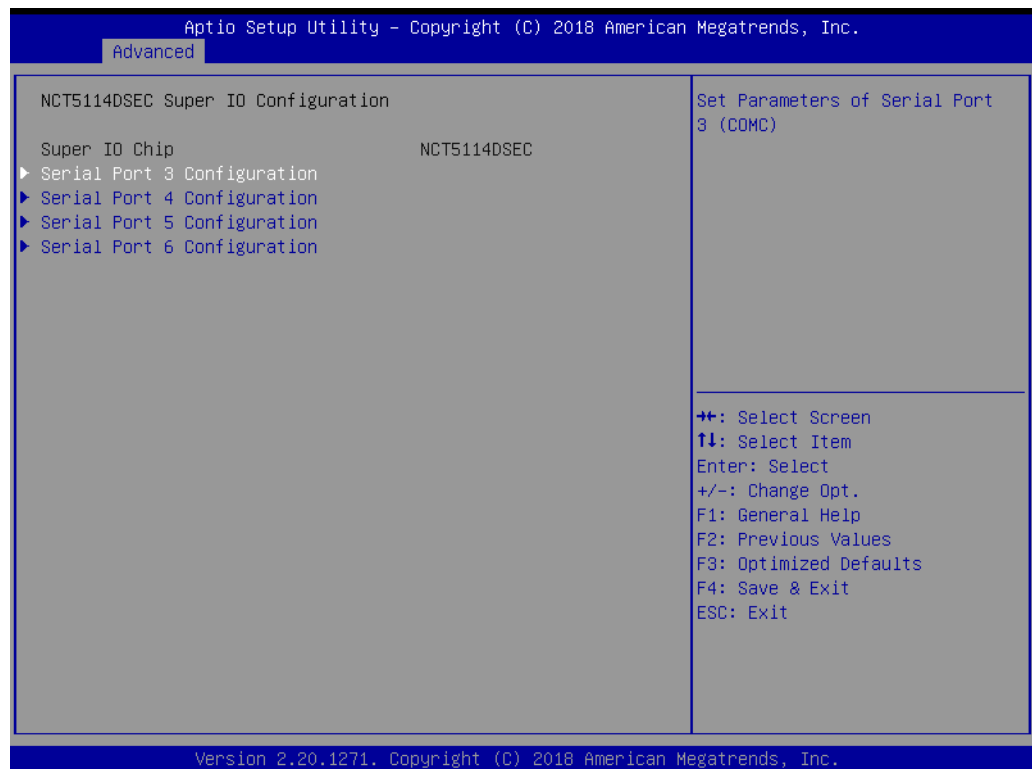 Aptio Setup Utility – Copyright (C) 2018 American Megatrends, Inc.
Advanced
NCT5114DSEC Super IO Configuration
Super IO Chip NCT5114DSEC
▶ Serial Port 3 Configuration
▶ Serial Port 4 Configuration
▶ Serial Port 5 Configuration
▶ Serial Port 6 Configuration
Set Parameters of Serial Port
3 (COMC)
→←: Select Screen
↑↓: Select Item
Enter: Select
+/-: Change Opt.
F1: General Help
F2: Previous Values
F3: Optimized Defaults
F4: Save & Exit
ESC: Exit
Version 2.20.1271. Copyright (C) 2018 American Megatrends, Inc.